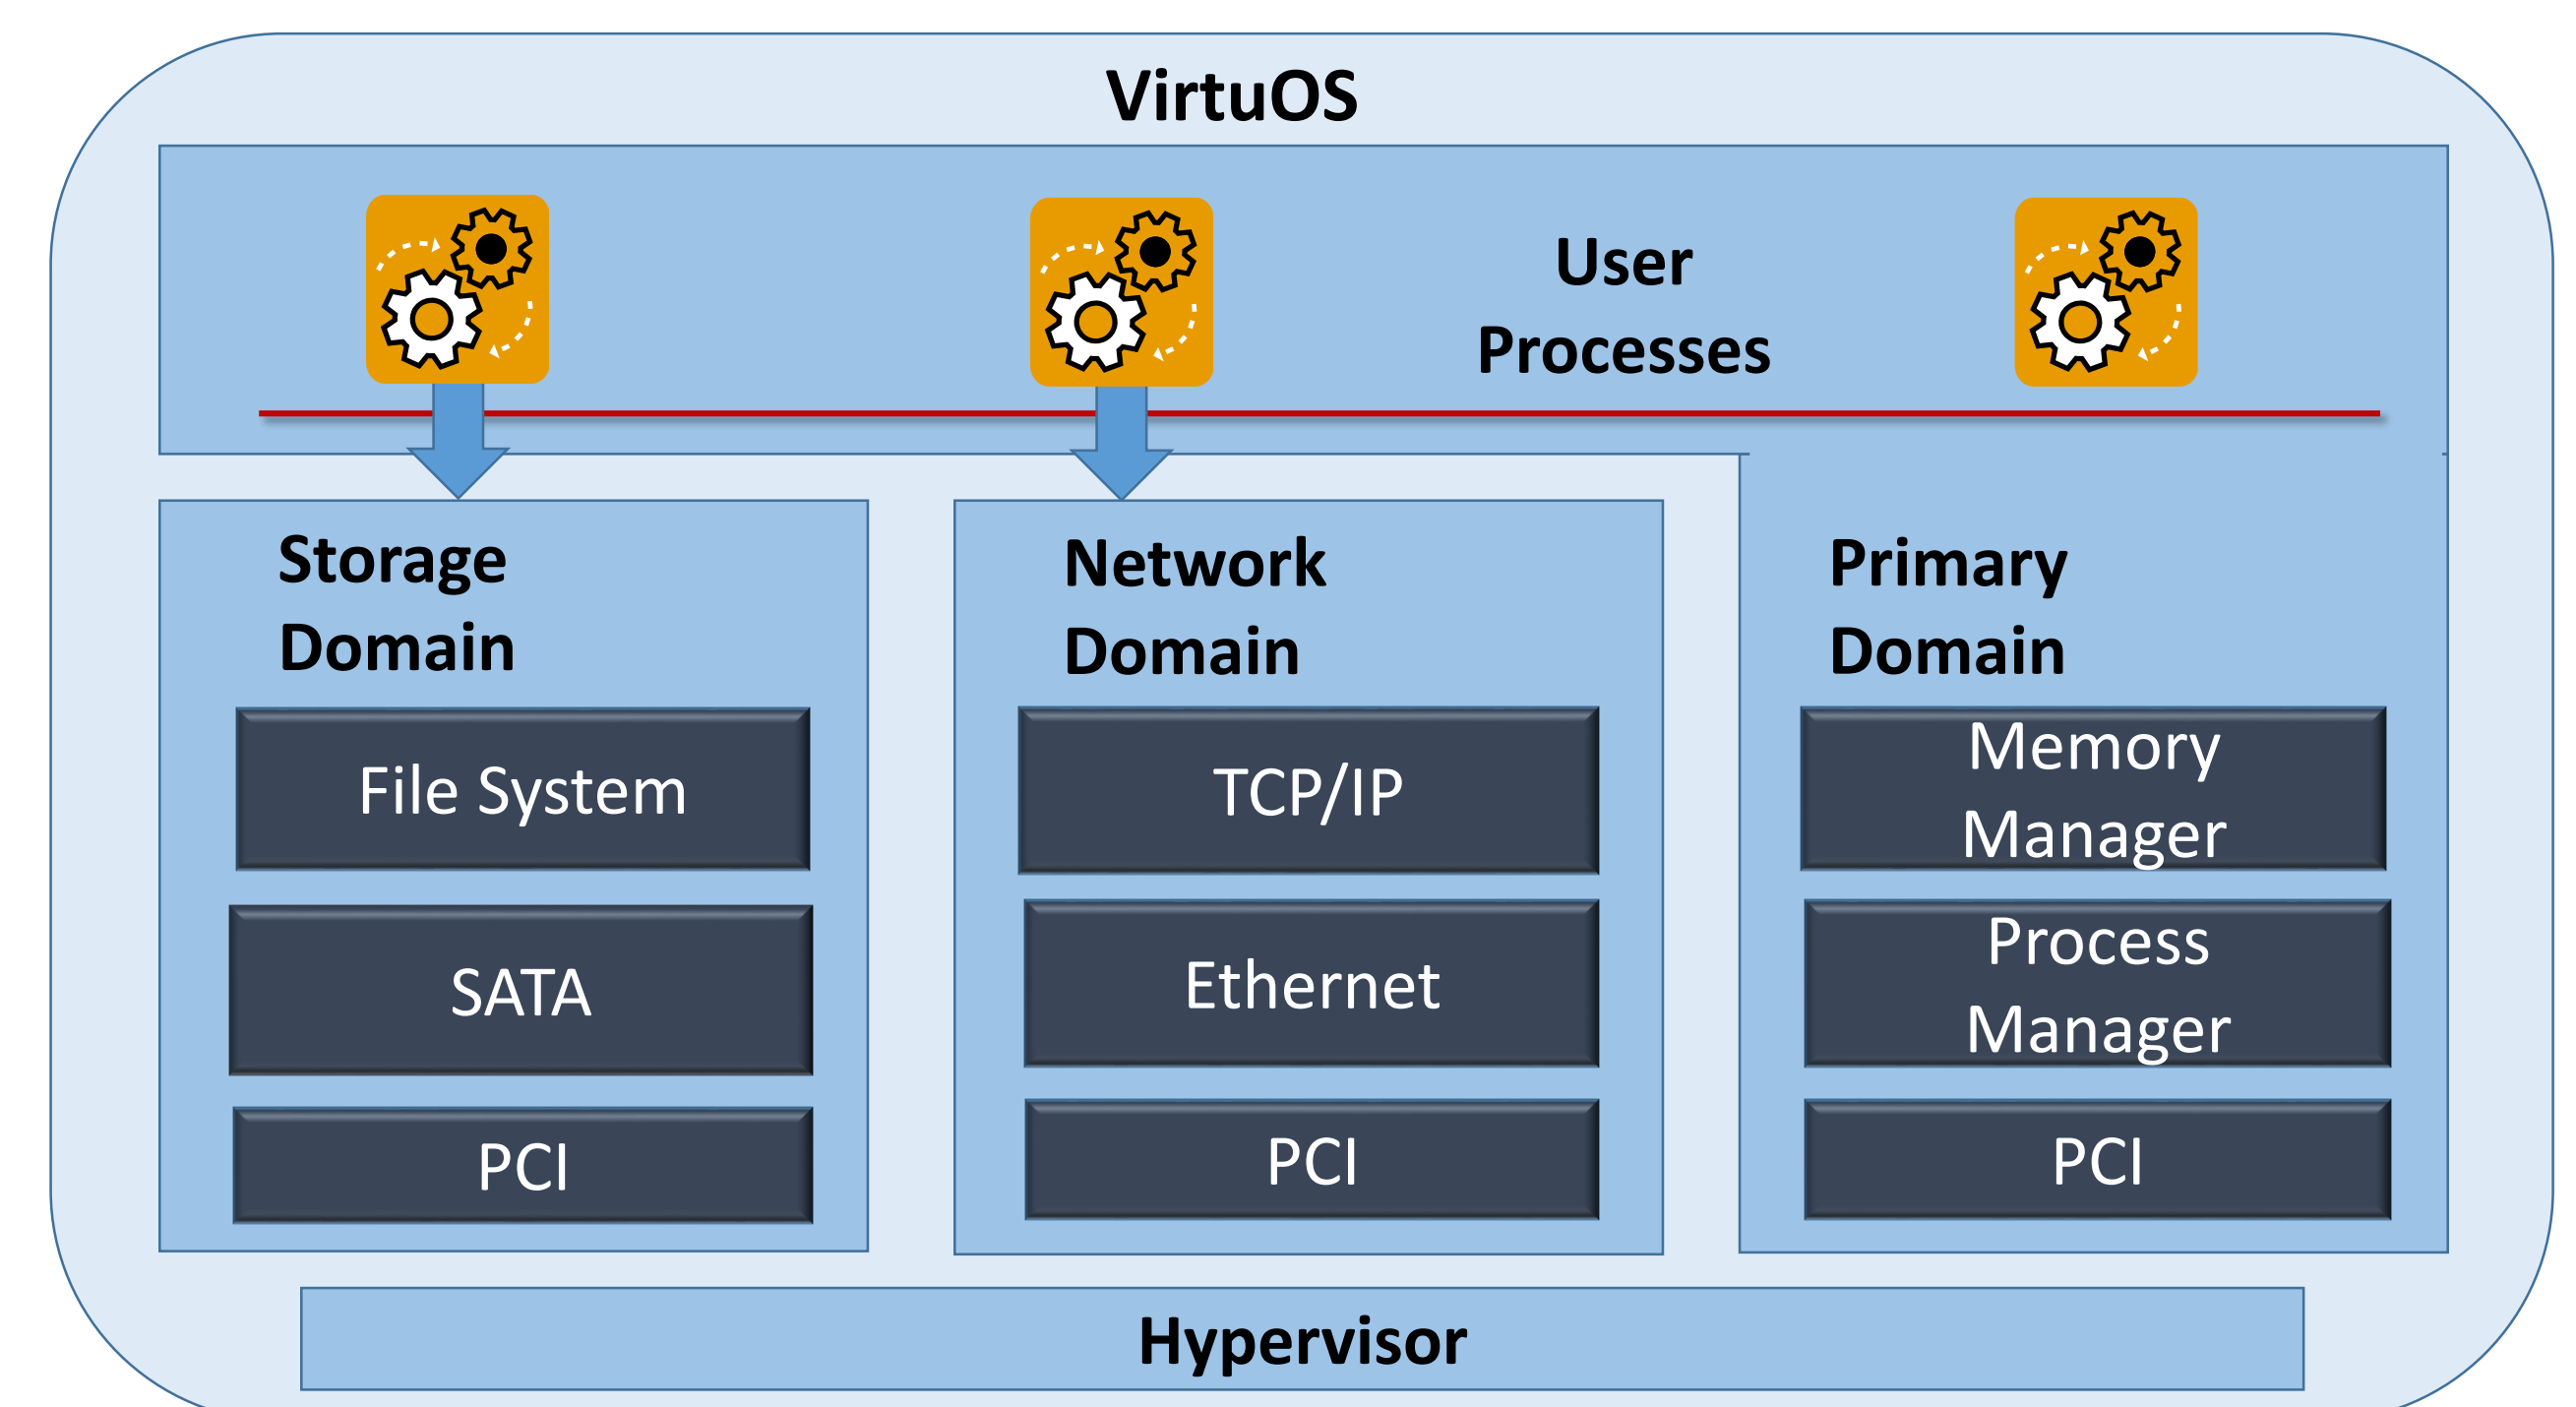 VirtuOS
User
Processes
Storage
Domain
File System
SATA
PCI
Network
Domain
TCP/IP
Ethernet
PCI
Primary
Domain
Memory
Manager
Process
Manager
PCI
Hypervisor